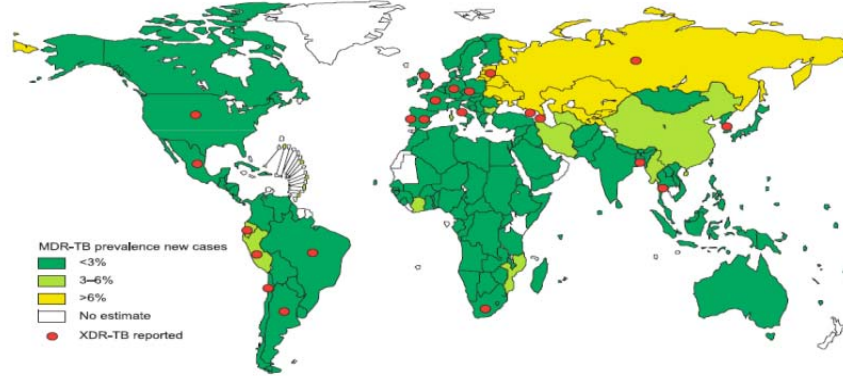 MDR-TB prevalence new cases
<3%
3–6%
>6%
No estimate
XDR-TB reported